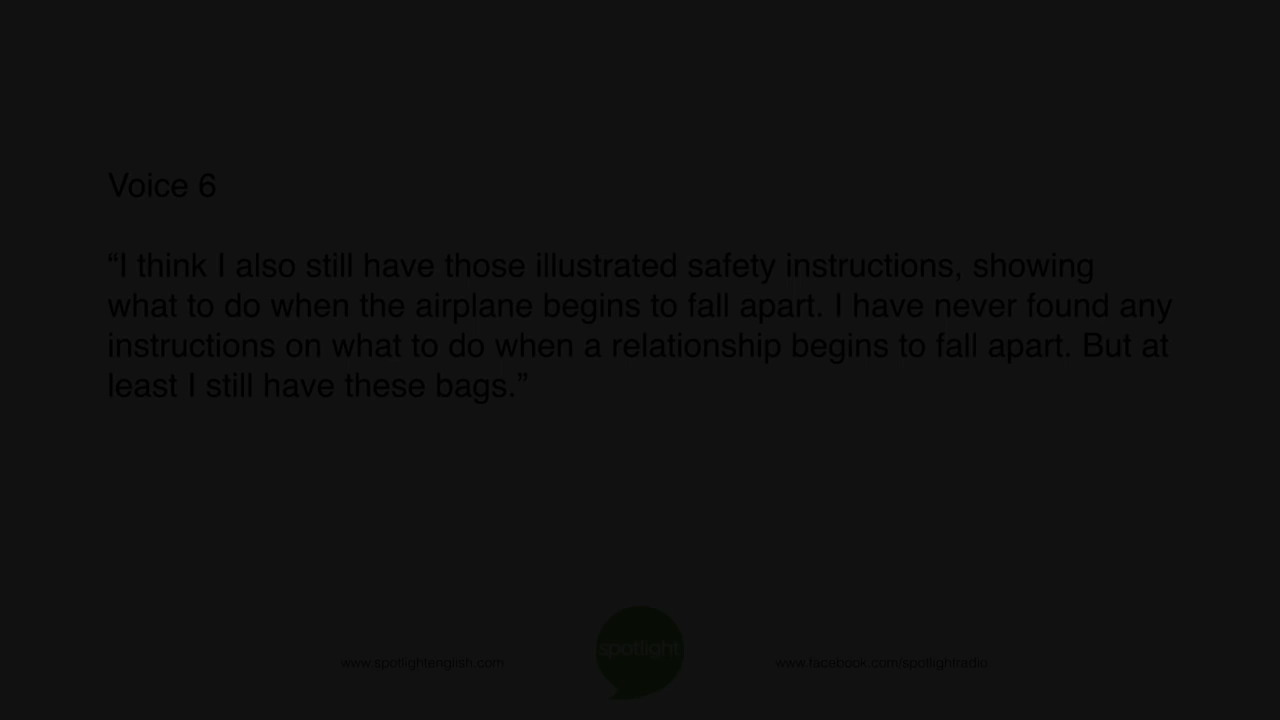 Voice 6
“I think I also still have those illustrated safety instructions, showing
what to do when the airplane begins to fall apart. I have never found any
instructions on what to do when a relationship begins to fall apart. But at
least I still have these bags.”
spotlight
www.spotlightenglish.com
www.facebook.com/spotlightradio